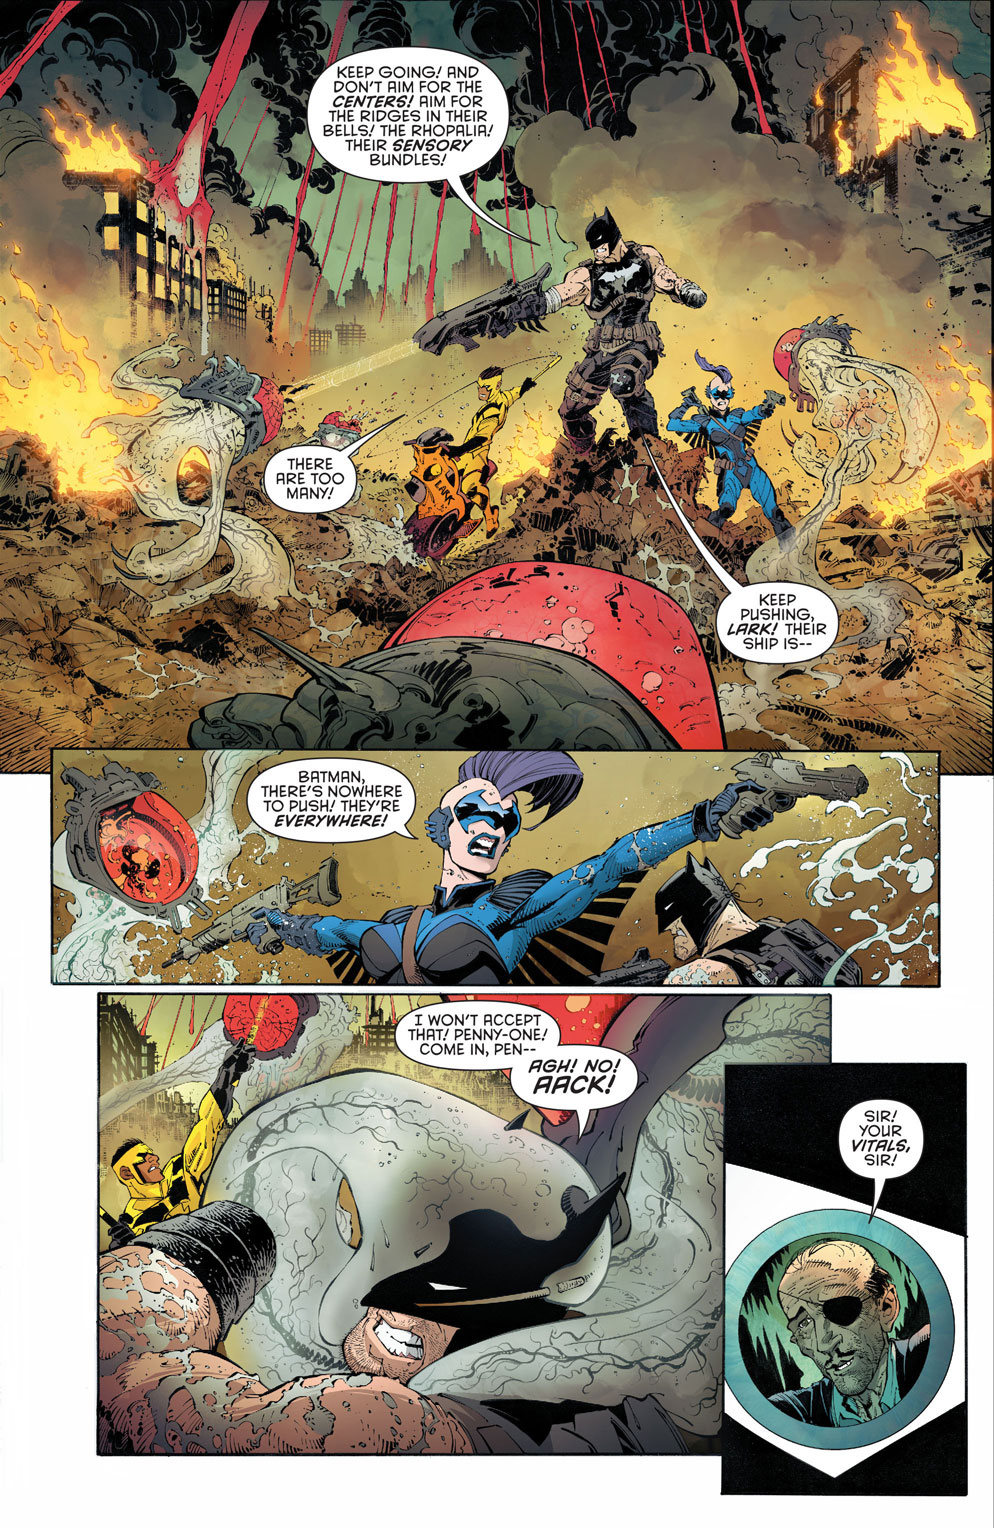 KEEP GOING! AND
DON'T AIM FOR THE
CENTERS! AIM FOR
THE RIDGES IN THEIR
BELLS! THE RHOPALIA!
THEIR SENSORY
BUNDLES!
THERE
ARE TOO
MANY!
LARK
KEEP
PUSHING,
LARK! THEIR
SHIP IS--
BATMAN,
THERE'S NOWHERE
TO PUSH! THEY'RE
EVERYWHERE!
I WON'T ACCEPT
THAT! PENNY-ONE!
COME IN, PEN--
AGH! NO!
AACK!
SIR!
YOUR
VITALS,
SIR!